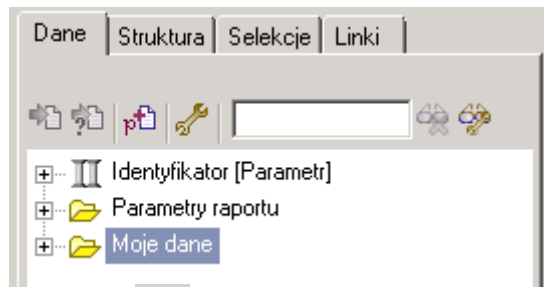 Dane Struktura Selekcje Linki
Identyfikator [Parametr]
Parametry raportu
Moje dane